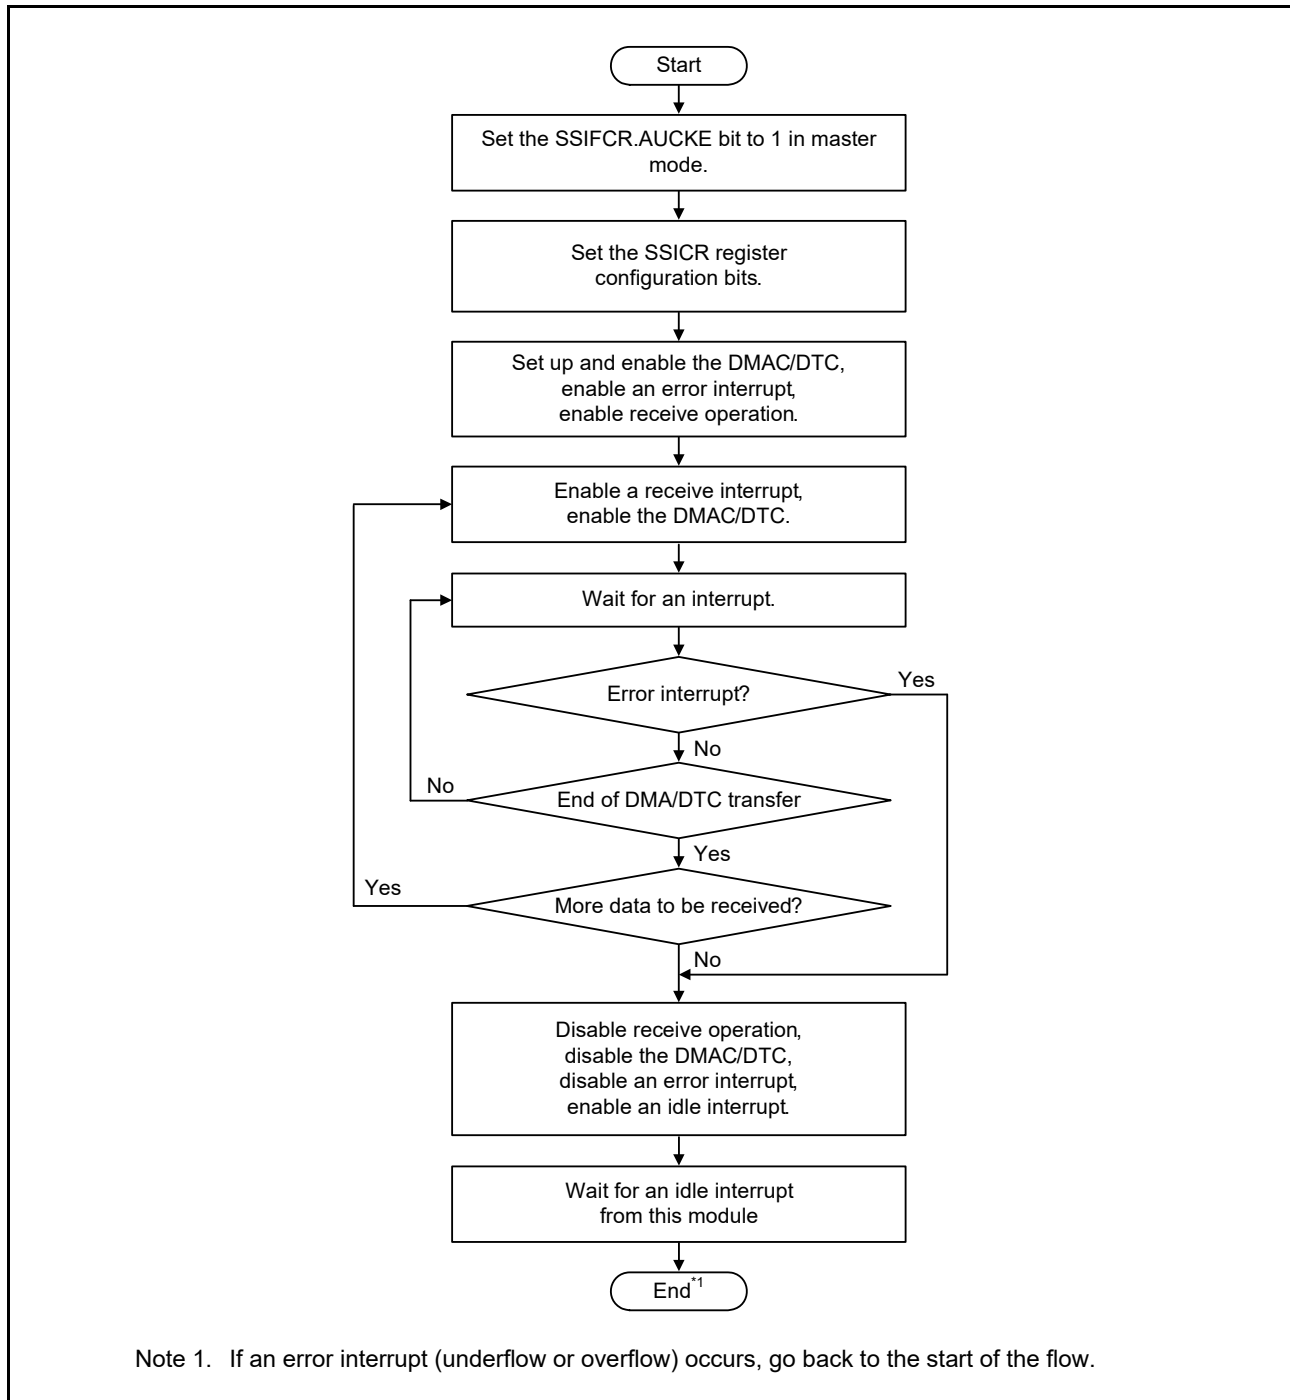 Start
Set the SSIFCR.AUCKE bit to 1 in master
mode.
Set the SSICR register
configuration bits.
Set up and enable the DMAC/DTC,
enable an error interrupt,
enable receive operation.
Enable a receive interrupt,
enable the DMAC/DTC.
Wait for an interrupt.
Error interrupt?
Yes
No
End of DMA/DTC transfer
No
Yes
More data to be received?
Yes
No
Disable receive operation,
disable the DMAC/DTC,
disable an error interrupt,
enable an idle interrupt.
Wait for an idle interrupt
from this module
End*1
Note 1. If an error interrupt (underflow or overflow) occurs, go back to the start of the flow.